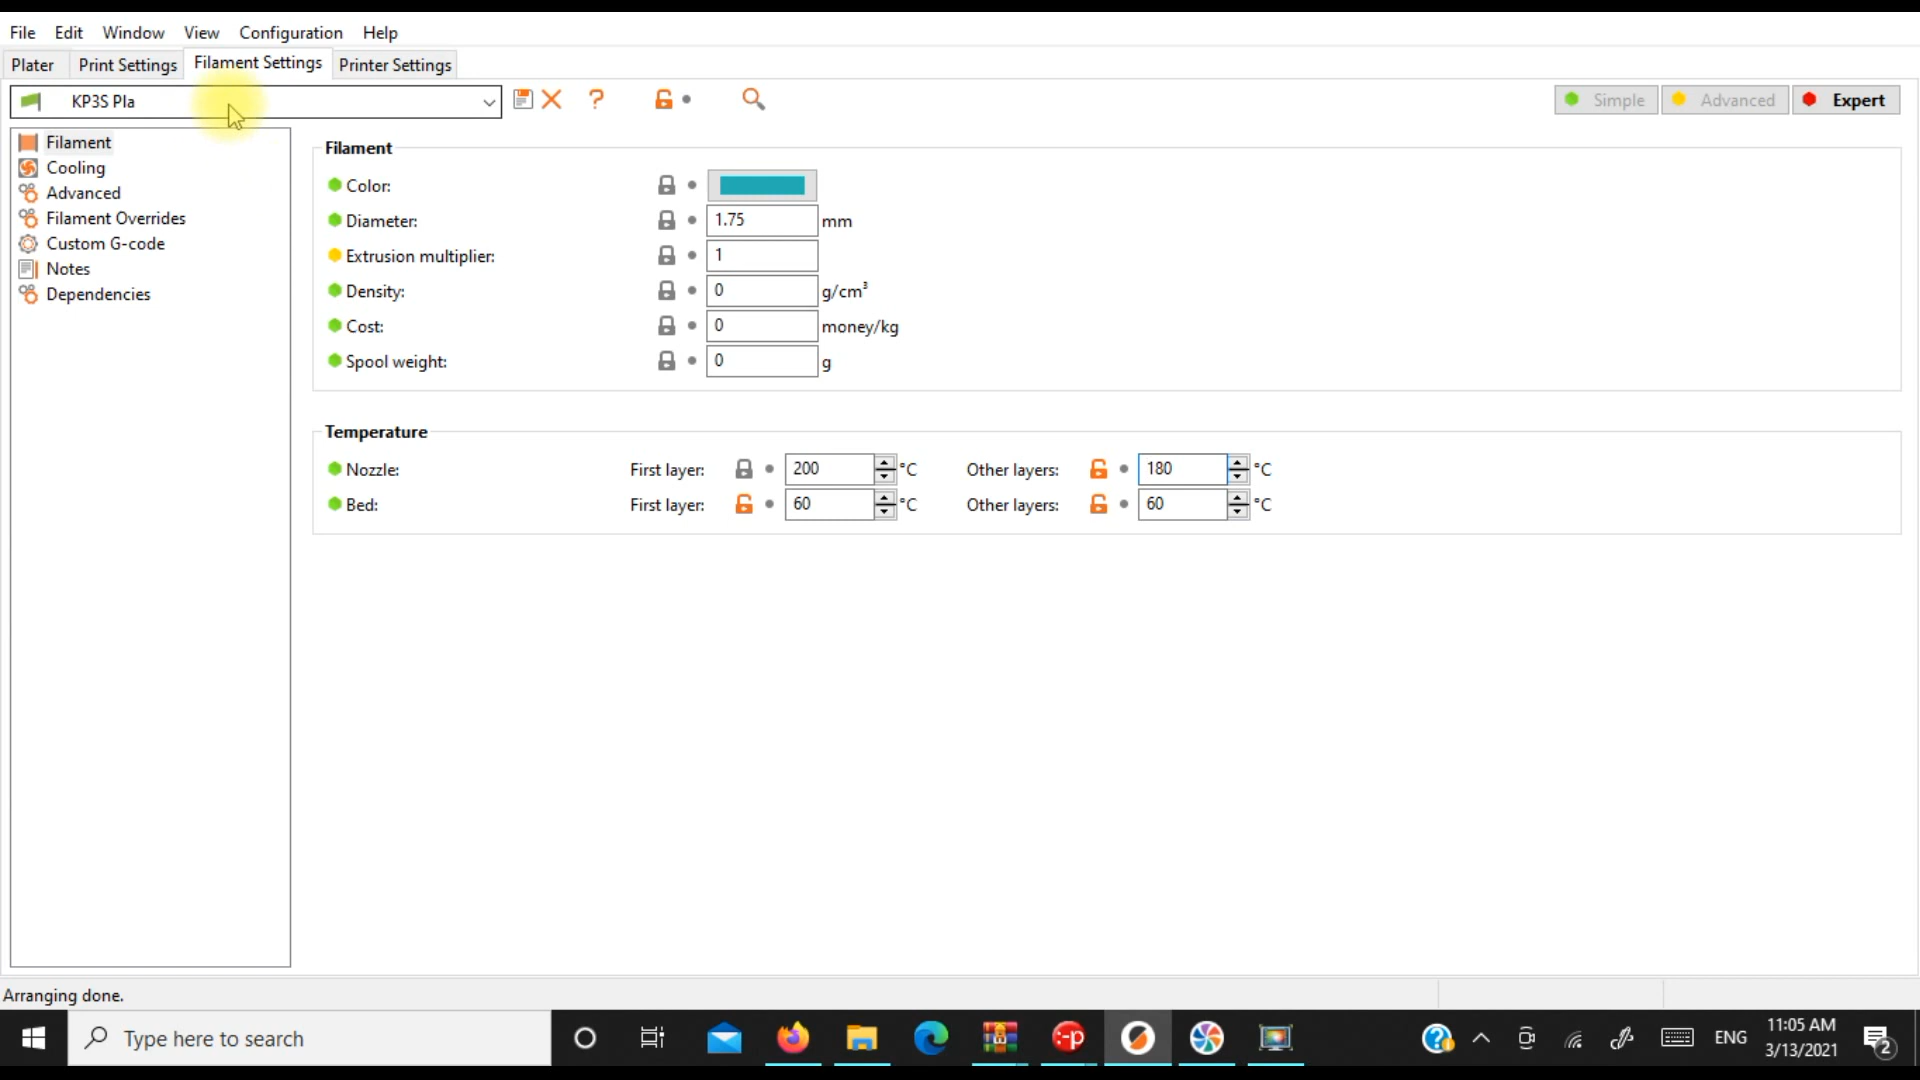 File Edit Window View Configuration Help
Plater Print Settings Filament Settings Printer Settings
KP3S Pla ? Simple Advanced Expert
Filament
Cooling
Advanced
Filament Overrides
Custom G-code
Notes
Dependencies
Filament
Color:
Diameter: 1.75 mm
Extrusion multiplier: 1
Density: 0 g/cm³
Cost: 0 money/kg
Spool weight: 0 g
Temperature
Nozzle: First layer: 200 °C Other layers: 180 °C
Bed: First layer: 60 °C Other layers: 60 °C
Arranging done.
Type here to search
:-p
?
ENG
11:05 AM
3/13/2021
2